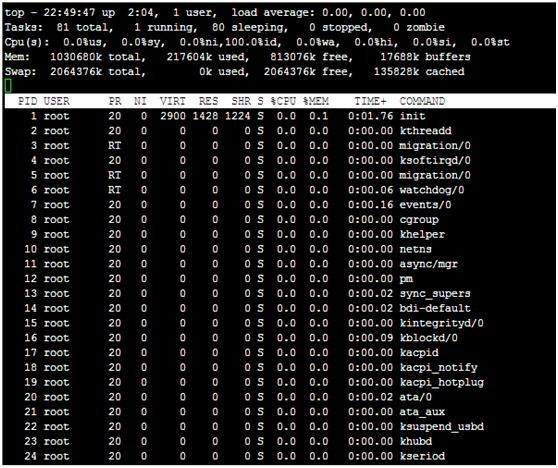 top - 22:49:47 up  2:04,  1 user,  load average: 0.00, 0.00, 0.00
Tasks:  81 total,   1 running,  80 sleeping,   0 stopped,   0 zombie
Cpu(s):  0.0%us,  0.0%sy,  0.0%ni,100.0%id,  0.0%wa,  0.0%hi,  0.0%si,  0.0%st
Mem:   1030680k total,   217604k used,   813076k free,    17688k buffers
Swap:  2064376k total,        0k used,  2064376k free,   135828k cached
PID USER      PR  NI  VIRT  RES  SHR S %CPU %MEM    TIME+  COMMAND
1 root      20   0  2900 1428 1224 S  0.0  0.1   0:01.76 init
2 root      20   0     0    0    0 S  0.0  0.0   0:00.00 kthreadd
3 root      RT   0     0    0    0 S  0.0  0.0   0:00.00 migration/0
4 root      20   0     0    0    0 S  0.0  0.0   0:00.00 ksoftirqd/0
5 root      RT   0     0    0    0 S  0.0  0.0   0:00.00 migration/0
6 root      RT   0     0    0    0 S  0.0  0.0   0:00.06 watchdog/0
7 root      20   0     0    0    0 S  0.0  0.0   0:00.16 events/0
8 root      20   0     0    0    0 S  0.0  0.0   0:00.00 cgroup
9 root      20   0     0    0    0 S  0.0  0.0   0:00.00 khelper
10 root      20   0     0    0    0 S  0.0  0.0   0:00.00 netns
11 root      20   0     0    0    0 S  0.0  0.0   0:00.00 async/mgr
12 root      20   0     0    0    0 S  0.0  0.0   0:00.00 pm
13 root      20   0     0    0    0 S  0.0  0.0   0:00.02 sync_supers
14 root      20   0     0    0    0 S  0.0  0.0   0:00.02 bdi-default
15 root      20   0     0    0    0 S  0.0  0.0   0:00.00 kintegrityd/0
16 root      20   0     0    0    0 S  0.0  0.0   0:00.09 kblockd/0
17 root      20   0     0    0    0 S  0.0  0.0   0:00.00 kacpid
18 root      20   0     0    0    0 S  0.0  0.0   0:00.00 kacpi_notify
19 root      20   0     0    0    0 S  0.0  0.0   0:00.00 kacpi_hotplug
20 root      20   0     0    0    0 S  0.0  0.0   0:00.02 ata/0
21 root      20   0     0    0    0 S  0.0  0.0   0:00.00 ata_aux
22 root      20   0     0    0    0 S  0.0  0.0   0:00.00 ksuspend_usbd
23 root      20   0     0    0    0 S  0.0  0.0   0:00.00 khubd
24 root      20   0     0    0    0 S  0.0  0.0   0:00.00 kseriod